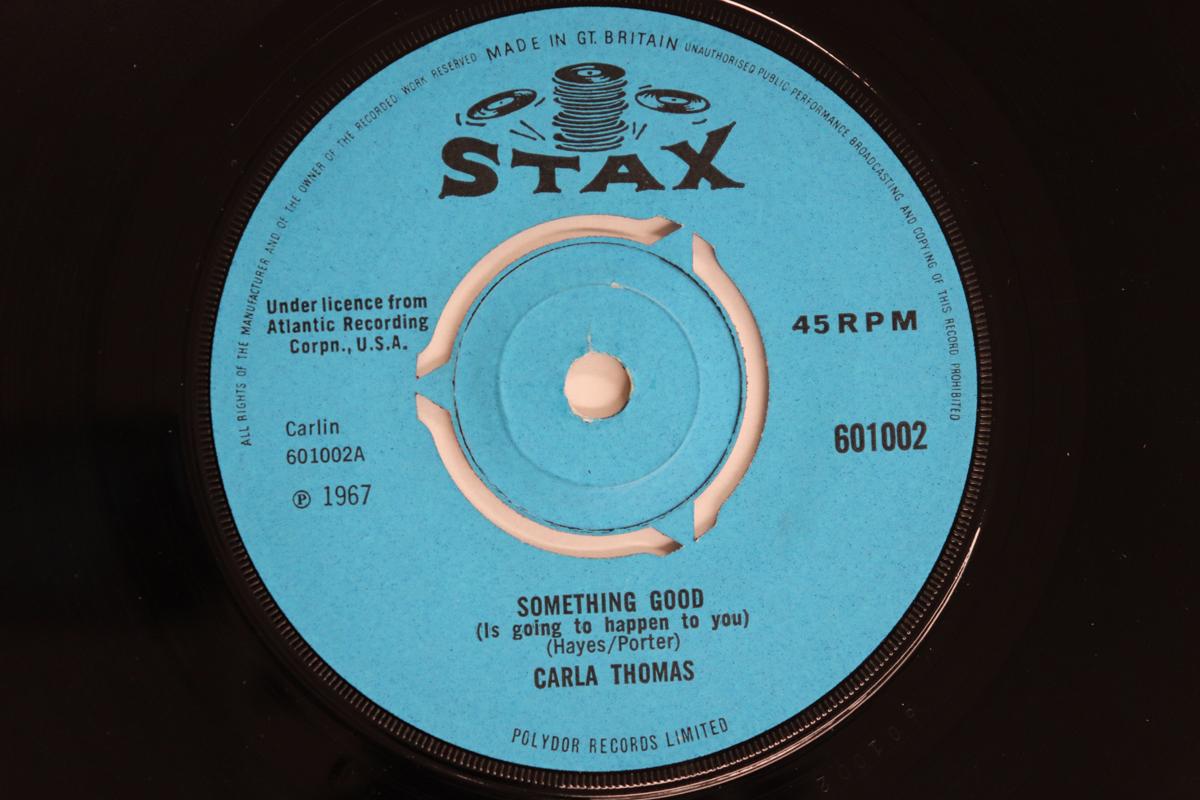 ALL RIGHTS OF THE MANUFACTURER AND OF THE OWNER OF THE RECORDED WORK RESERVED MADE IN GT. BRITAIN UNAUTHORISED PUBLIC PERFORMANCE BROADCASTING AND COPYING OF THIS RECORD PROHIBITED
STAX
Under licence from
Atlantic Recording
Corpn., U.S.A.
45 RPM
Carlin
601002A
℗ 1967
601002
SOMETHING GOOD
(Is going to happen to you)
(Hayes/Porter)
CARLA THOMAS
POLYDOR RECORDS LIMITED